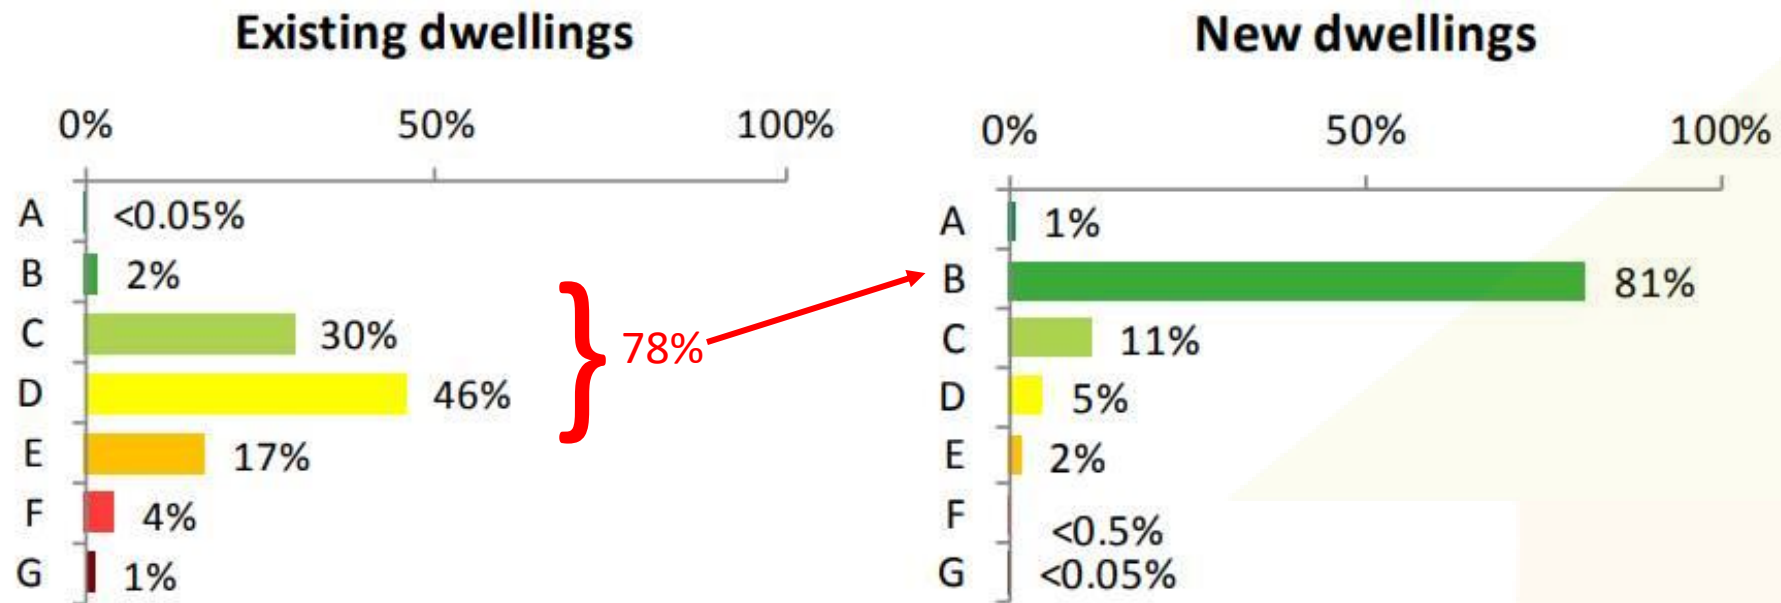 Existing dwellings
0% 50% 100%
A <0.05%
B 2%
C 30%
D 46%
E 17%
F 4%
G 1%
} 78%
New dwellings
0% 50% 100%
A 1%
B 81%
C 11%
D 5%
E 2%
F <0.5%
G <0.05%